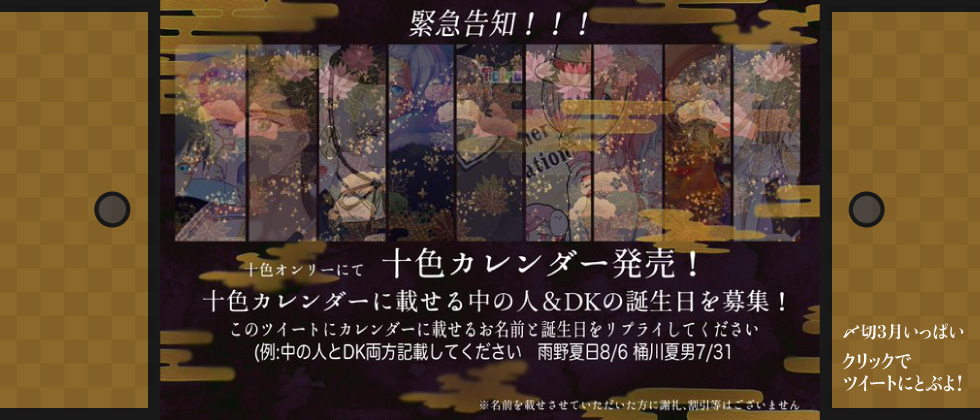 緊急告知！！！
ner
ation
十色オンリーにて 十色カレンダー発売！
十色カレンダーに載せる中の人&DKの誕生日を募集！
このツイートにカレンダーに載せるお名前と誕生日をリプライしてください
(例:中の人とDK両方記載してください 雨野夏日8/6 桶川夏男7/31
※名前を載せさせていただいた方に謝礼、割引等はございません
〆切3月いっぱい
クリックで
ツイートにとぶよ！